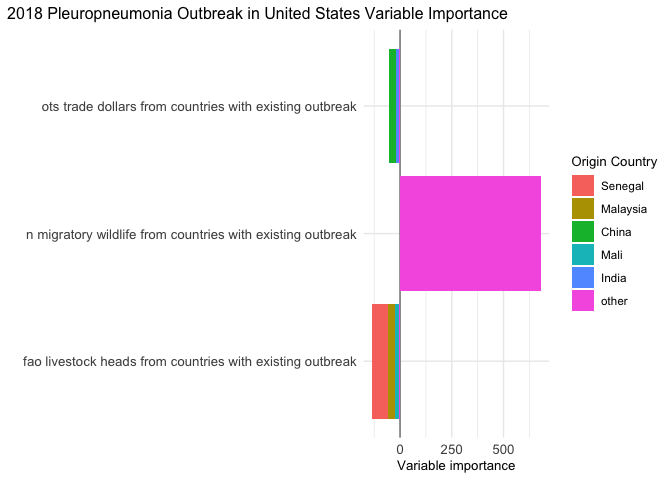 2018 Pleuropneumonia Outbreak in United States Variable Importance
ots trade dollars from countries with existing outbreak
n migratory wildlife from countries with existing outbreak
fao livestock heads from countries with existing outbreak
0 250 500
Variable importance
Origin Country
Senegal
Malaysia
China
Mali
India
other